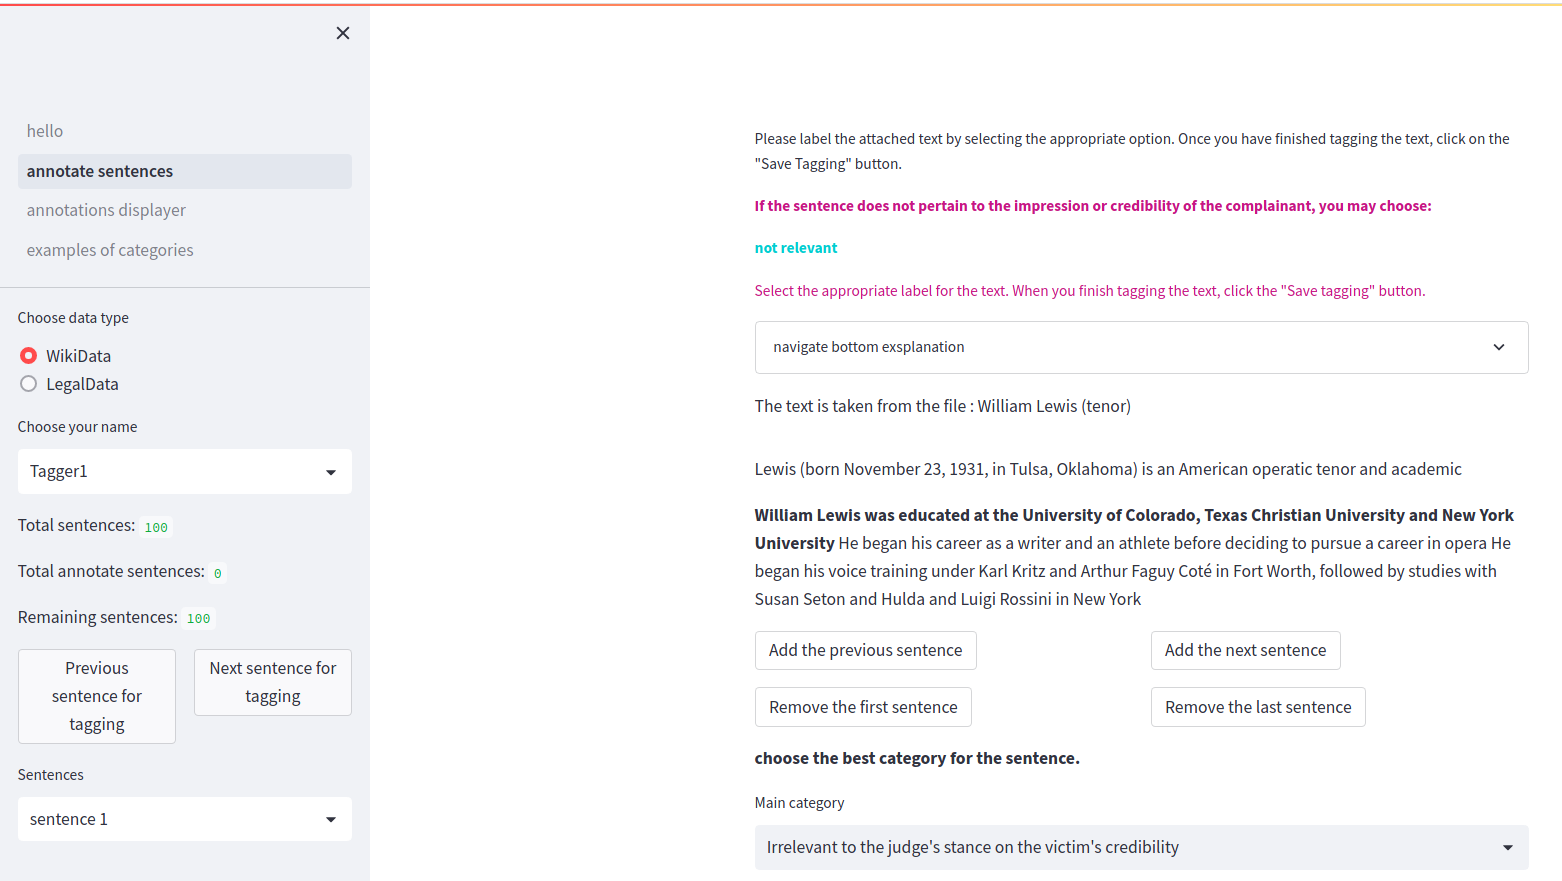 hello
annotate sentences
annotations displayer
examples of categories
Choose data type
WikiData
LegalData
Choose your name
Tagger1
Total sentences: 100
Total annotate sentences: 0
Remaining sentences: 100
Previous
sentence for
tagging
Next sentence for
tagging
Sentences
sentence 1
Please label the attached text by selecting the appropriate option. Once you have finished tagging the text, click on the
"Save Tagging" button.
If the sentence does not pertain to the impression or credibility of the complainant, you may choose:
not relevant
Select the appropriate label for the text. When you finish tagging the text, click the "Save tagging" button.
navigate bottom exsplanation
The text is taken from the file : William Lewis (tenor)
Lewis (born November 23, 1931, in Tulsa, Oklahoma) is an American operatic tenor and academic
William Lewis was educated at the University of Colorado, Texas Christian University and New York
University He began his career as a writer and an athlete before deciding to pursue a career in opera He
began his voice training under Karl Kritz and Arthur Faguy Coté in Fort Worth, followed by studies with
Susan Seton and Hulda and Luigi Rossini in New York
Add the previous sentence
Add the next sentence
Remove the first sentence
Remove the last sentence
choose the best category for the sentence.
Main category
Irrelevant to the judge's stance on the victim's credibility